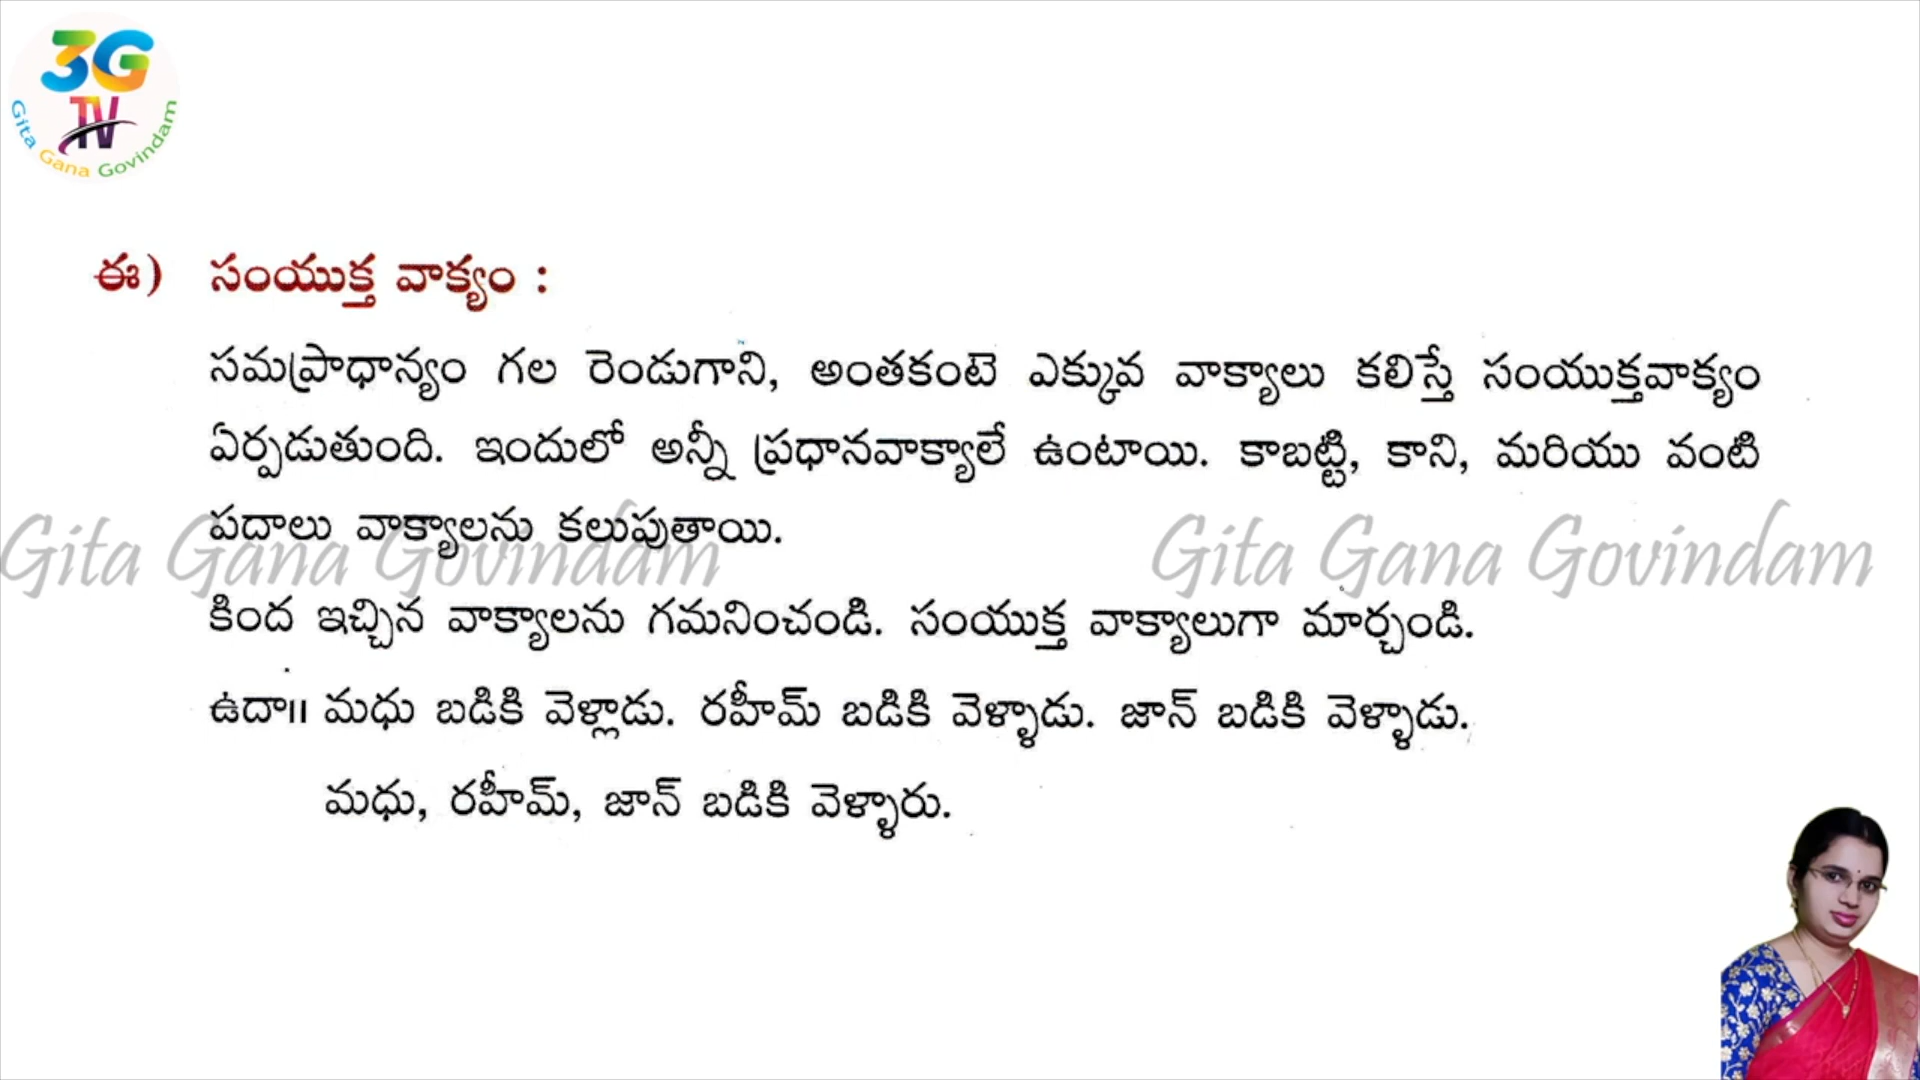 3G
TV
Gita Gana Govindam
ఈ) సంయుక్త వాక్యం :
సమప్రాధాన్యం గల రెండుగాని, అంతకంటె ఎక్కువ వాక్యాలు కలిస్తే సంయుక్తవాక్యం
ఏర్పడుతుంది. ఇందులో అన్నీ ప్రధానవాక్యాలే ఉంటాయి. కాబట్టి, కాని, మరియు వంటి
పదాలు వాక్యాలను కలుపుతాయి.
Gita Gana Govindam Gita Gana Govindam
కింద ఇచ్చిన వాక్యాలను గమనించండి. సంయుక్త వాక్యాలుగా మార్చండి.
ఉదా॥ మధు బడికి వెళ్లాడు. రహీమ్ బడికి వెళ్ళాడు. జాన్ బడికి వెళ్ళాడు.
మధు, రహీమ్, జాన్ బడికి వెళ్ళారు.